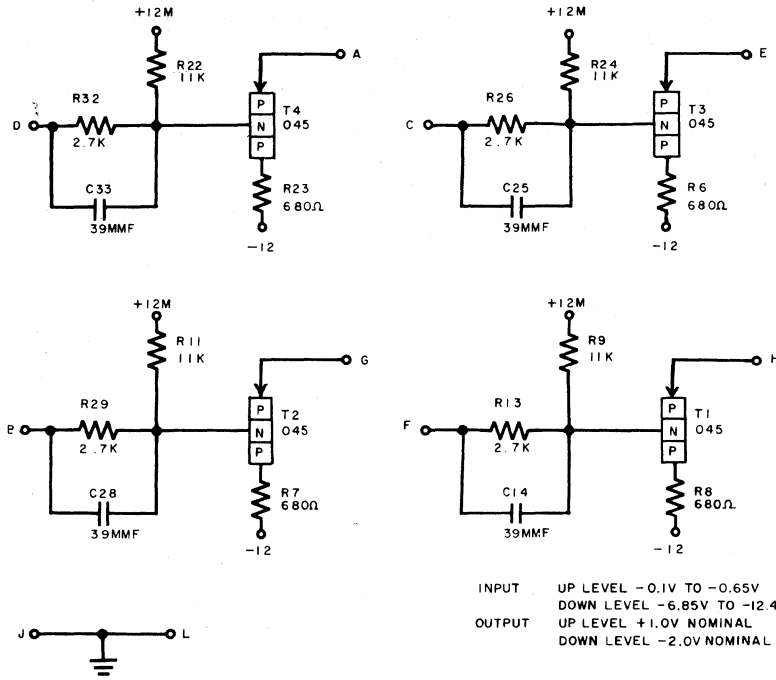 +12M
R22
11K
A
R32
P
N
P
T4
045
D
2.7K
C33
39MMF
R23
680Ω
-12
+12M
R24
11K
E
R26
P
N
P
T3
045
C
2.7K
C25
39MMF
R6
680Ω
-12
+12M
R11
11K
G
R29
P
N
P
T2
045
B
2.7K
C28
39MMF
R7
680Ω
-12
+12M
R9
11K
H
R13
P
N
P
T1
045
F
2.7K
C14
39MMF
R8
680Ω
-12
INPUT UP LEVEL -0.1V TO -0.65V
DOWN LEVEL -6.85V TO -12.4
OUTPUT UP LEVEL +1.0V NOMINAL
DOWN LEVEL -2.0V NOMINAL
J
L